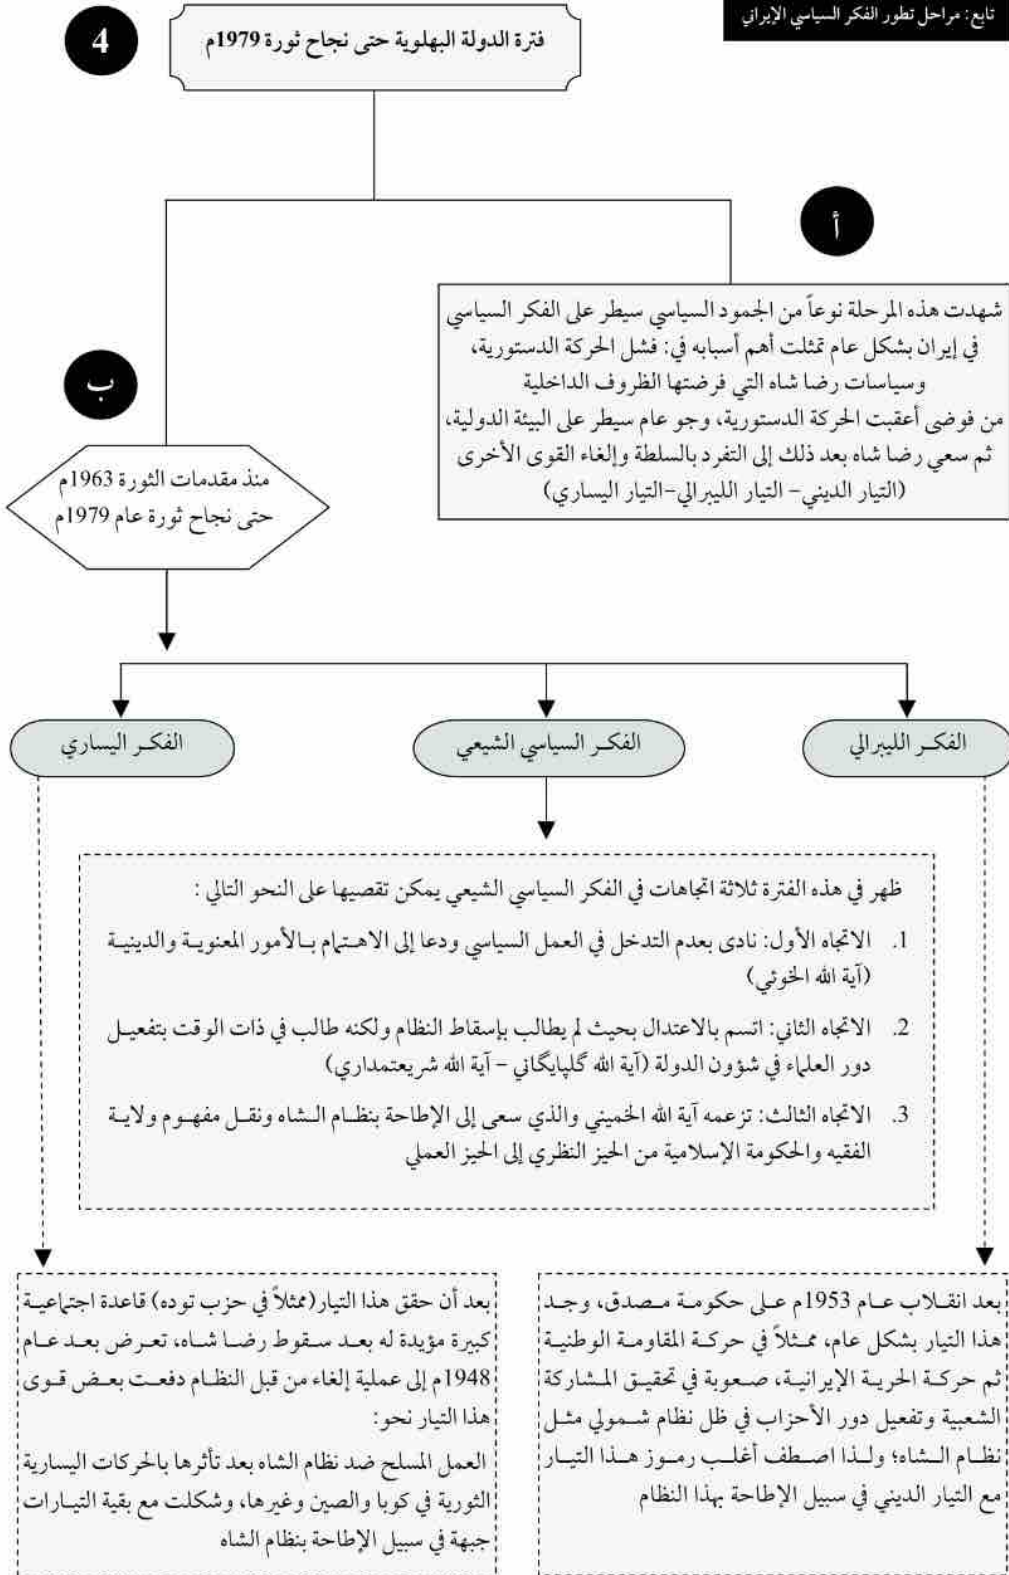 تابع: مراحل تطور الفكر السياسي الإيراني
4
فترة الدولة البهلوية حتى نجاح ثورة 1979م
أ
شهدت هذه المرحلة نوعاً من الجمود السياسي سيطر على الفكر السياسي
في إيران بشكل عام تمثلت أهم أسبابه في: فشل الحركة الدستورية،
وسياسات رضا شاه التي فرضتها الظروف الداخلية
من فوضى أعقبت الحركة الدستورية، وجو عام سيطر على البيئة الدولية،
ثم سعي رضا شاه بعد ذلك إلى التفرد بالسلطة وإلغاء القوى الأخرى
(التيار الديني- التيار الليبرالي-التيار اليساري)
ب
منذ مقدمات الثورة 1963م
حتى نجاح ثورة عام 1979م
الفكر الليبرالي
الفكر السياسي الشيعي
الفكر اليساري
ظهر في هذه الفترة ثلاثة اتجاهات في الفكر السياسي الشيعي يمكن تقصيها على النحو التالي :
1. الاتجاه الأول: نادى بعدم التدخل في العمل السياسي ودعا إلى الاهتمام بالأمور المعنوية والدينية
(آية الله الخوئي)
2. الاتجاه الثاني: اتسم بالاعتدال بحيث لم يطالب بإسقاط النظام ولكنه طالب في ذات الوقت بتفعيل
دور العلماء في شؤون الدولة (آية الله گلپايگاني – آية الله شريعتمداري)
3. الاتجاه الثالث: تزعمه آية الله الخميني والذي سعى إلى الإطاحة بنظام الشاه ونقل مفهوم ولاية
الفقيه والحكومة الإسلامية من الحيز النظري إلى الحيز العملي
بعد انقلاب عام 1953م على حكومة مصدق، وجد
هذا التيار بشكل عام، ممثلاً في حركة المقاومة الوطنية
ثم حركة الحرية الإيرانية، صعوبة في تحقيق المشاركة
الشعبية وتفعيل دور الأحزاب في ظل نظام شمولي مثل
نظام الشاه؛ ولذا اصطف أغلب رموز هذا التيار
مع التيار الديني في سبيل الإطاحة بهذا النظام
بعد أن حقق هذا التيار(ممثلاً في حزب توده) قاعدة اجتماعية
كبيرة مؤيدة له بعد سقوط رضا شاه، تعرض بعد عام
1948م إلى عملية إلغاء من قبل النظام دفعت بعض قوى
هذا التيار نحو:
العمل المسلح ضد نظام الشاه بعد تأثرها بالحركات اليسارية
الثورية في كوبا والصين وغيرها، وشكلت مع بقية التيارات
جبهة في سبيل الإطاحة بنظام الشاه